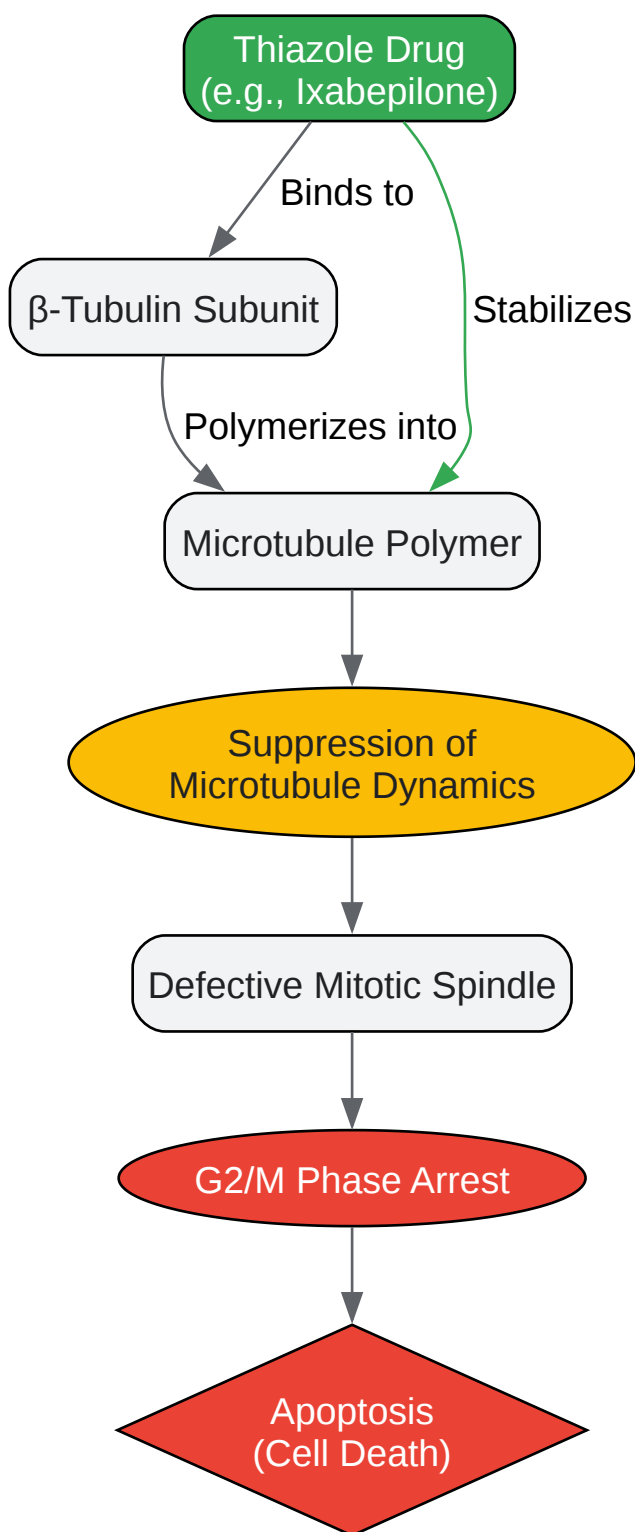 Thiazole Drug
(e.g., Ixabepilone)
Binds to
β-Tubulin Subunit
Stabilizes
Polymerizes into
Microtubule Polymer
Suppression of
Microtubule Dynamics
Defective Mitotic Spindle
G2/M Phase Arrest
Apoptosis
(Cell Death)